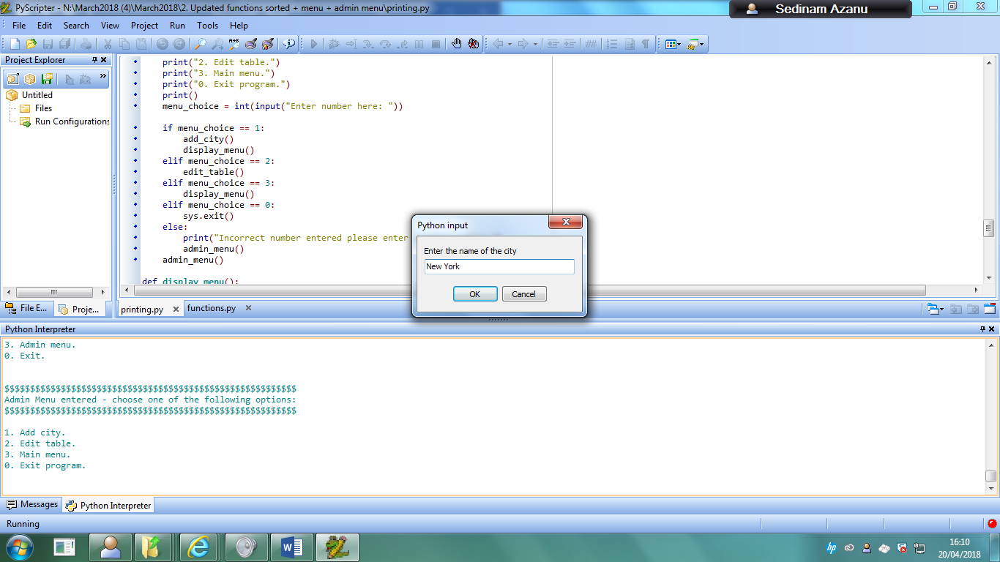 PyScripter - N:\March2018 (4)\March2018\2. Updated functions sorted + menu + admin menu\printing.py
Sedinam Azanu
File Edit Search View Project Run Tools Help
Project Explorer
Untitled
Files
Run Configurations
File E...
Proje...
print("2. Edit table.")
print("3. Main menu.")
print("0. Exit program.")
print()
menu_choice = int(input("Enter number here: "))
if menu_choice == 1:
add_city()
display_menu()
elif menu_choice == 2:
edit_table()
elif menu_choice == 3:
display_menu()
elif menu_choice == 0:
sys.exit()
else:
print("Incorrect number entered please enter
admin_menu()
admin_menu()
def display_menu():
printing.py
functions.py
Python input
Enter the name of the city
New York
OK
Cancel
Python Interpreter
3. Admin menu.
0. Exit.
$$$$$$$$$$$$$$$$$$$$$$$$$$$$$$$$$$$$$$$$$$$$$$$$$$$$$$$$$
Admin Menu entered - choose one of the following options:
$$$$$$$$$$$$$$$$$$$$$$$$$$$$$$$$$$$$$$$$$$$$$$$$$$$$$$$$$
1. Add city.
2. Edit table.
3. Main menu.
0. Exit program.
Messages
Python Interpreter
Running
16:10
20/04/2018